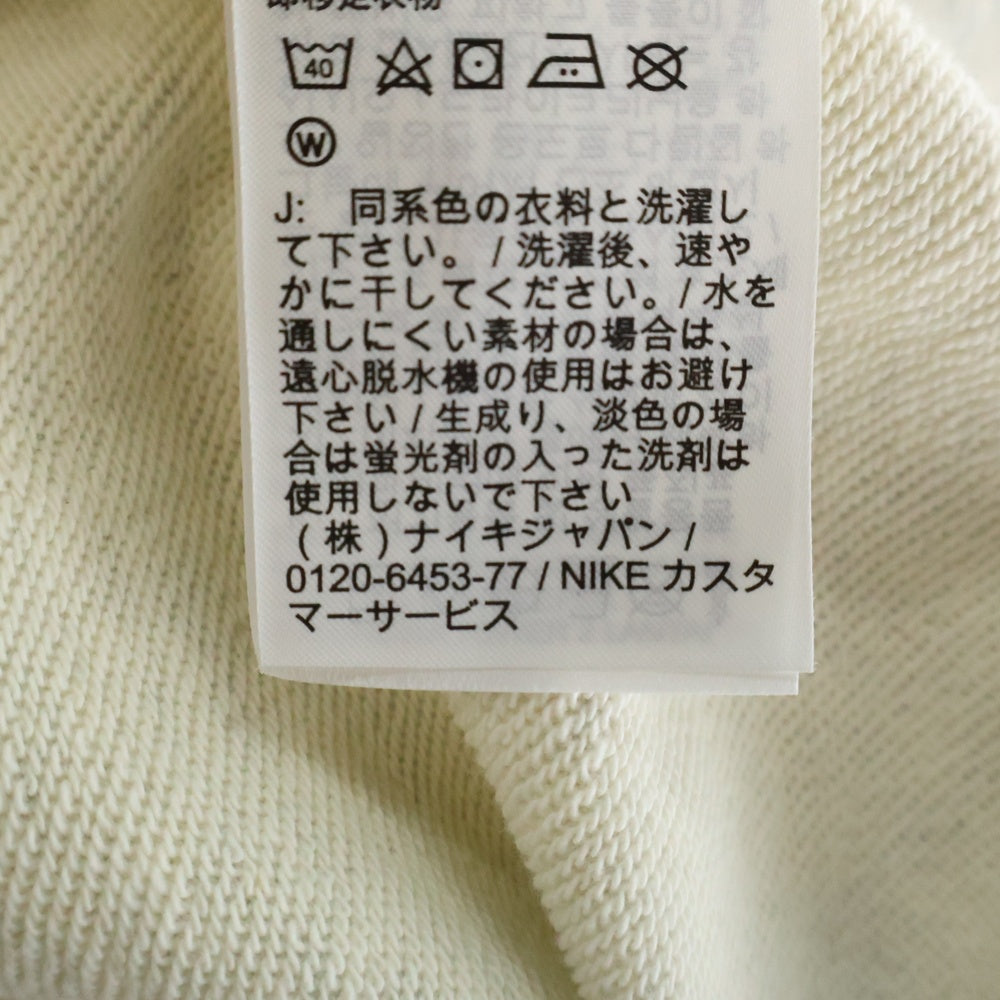 40
W
J: 同系色の衣料と洗濯し
て下さい。 / 洗濯後、速や
かに干してください。/ 水を
通しにくい素材の場合は、
遠心脱水機の使用はお避け
下さい / 生成り、淡色の場
合は蛍光剤の入った洗剤は
使用しないで下さい
(株)ナイキジャパン /
0120-6453-77 / NIKE カスタ
マーサービス